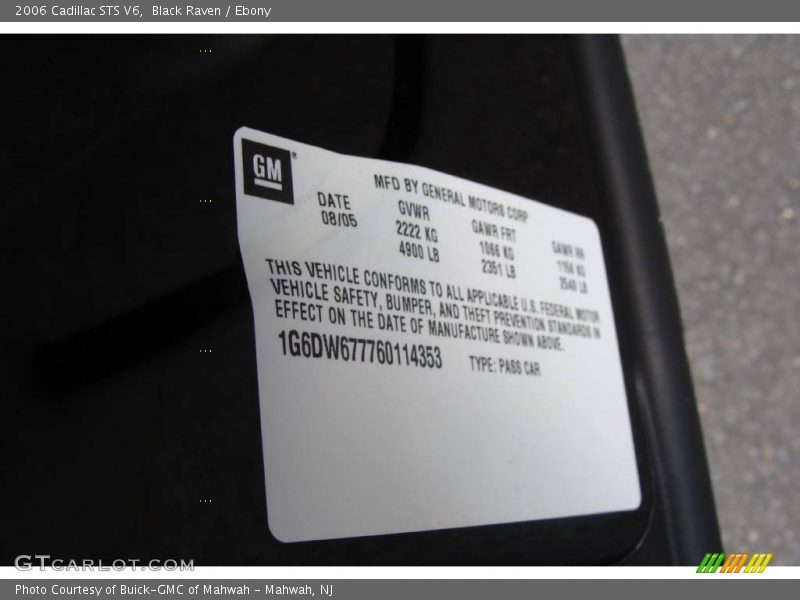 2006 Cadillac STS V6, Black Raven / Ebony
GM®
MFD BY GENERAL MOTORS CORP
DATE GVWR GAWR FRT GAWR RR
08/05 2222 KG 1066 KG 1156 KG
4900 LB 2351 LB 2549 LB
THIS VEHICLE CONFORMS TO ALL APPLICABLE U.S. FEDERAL MOTOR
VEHICLE SAFETY, BUMPER, AND THEFT PREVENTION STANDARDS IN
EFFECT ON THE DATE OF MANUFACTURE SHOWN ABOVE.
1G6DW677760114353 TYPE: PASS CAR
GTCARLOT.COM
Photo Courtesy of Buick-GMC of Mahwah - Mahwah, NJ